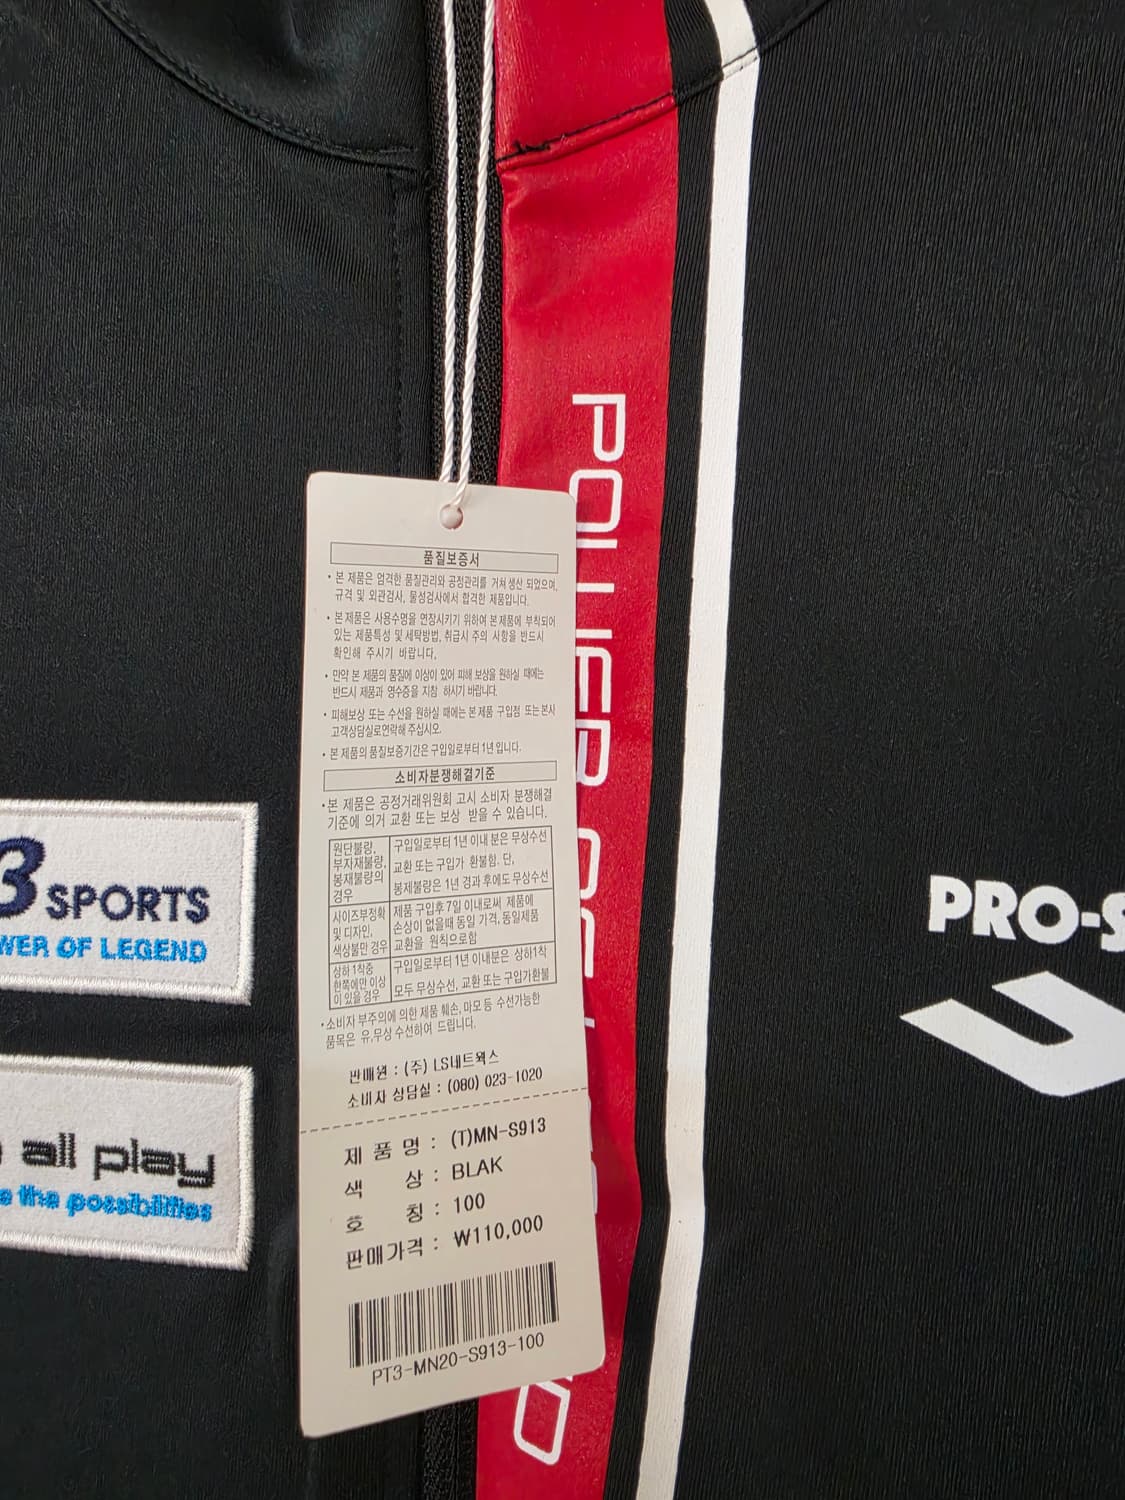 품질보증서
• 본 제품은 엄격한 품질관리와 공정관리를 거쳐 생산 되었으며,
규격 및 외관검사, 물성검사에서 합격한 제품입니다.
• 본 제품은 사용수명을 연장시키기 위하여 본 제품에 부착되어
있는 제품특성 및 세탁방법, 취급시 주의 사항을 반드시
확인해 주시기 바랍니다.
• 만약 본 제품의 품질에 이상이 있어 피해 보상을 원하실 때에는
반드시 제품과 영수증을 지참 하시기 바랍니다.
• 피해보상 또는 수선을 원하실 때에는 본 제품 구입점 또는 본사
고객상담실로연락해 주십시오.
• 본 제품의 품질보증기간은 구입일로부터 1년 입니다.
소비자분쟁해결기준
• 본 제품은 공정거래위원회 고시 소비자 분쟁해결
기준에 의거 교환 또는 보상 받을 수 있습니다.
원단불량,
부자재불량,
봉재불량의
경우
구입일로부터 1년 이내 분은 무상수선
교환 또는 구입가 환불함. 단,
봉제불량은 1년 경과 후에도 무상수선
사이즈부정확
및 디자인,
색상불만 경우
제품 구입후 7일 이내로써 제품에
손상이 없을때 동일 가격, 동일제품
교환을 원칙으로함
상하 1착중
한쪽에만 이상
이 있을 경우
구입일로부터 1년 이내분은 상하1착
모두 무상수선, 교환 또는 구입가환불
• 소비자 부주의에 의한 제품 훼손, 마모 등 수선가능한
품목은 유,무상 수선하여 드립니다.
판매원 : (주) LS네트웍스
소비자 상담실 : (080) 023-1020
제 품 명 : (T)MN-S913
색 상 : BLAK
호 칭 : 100
판매가격 : ₩110,000
PT3-MN20-S913-100
3 SPORTS
WER OF LEGEND
all play
e the possibilities
PRO-S